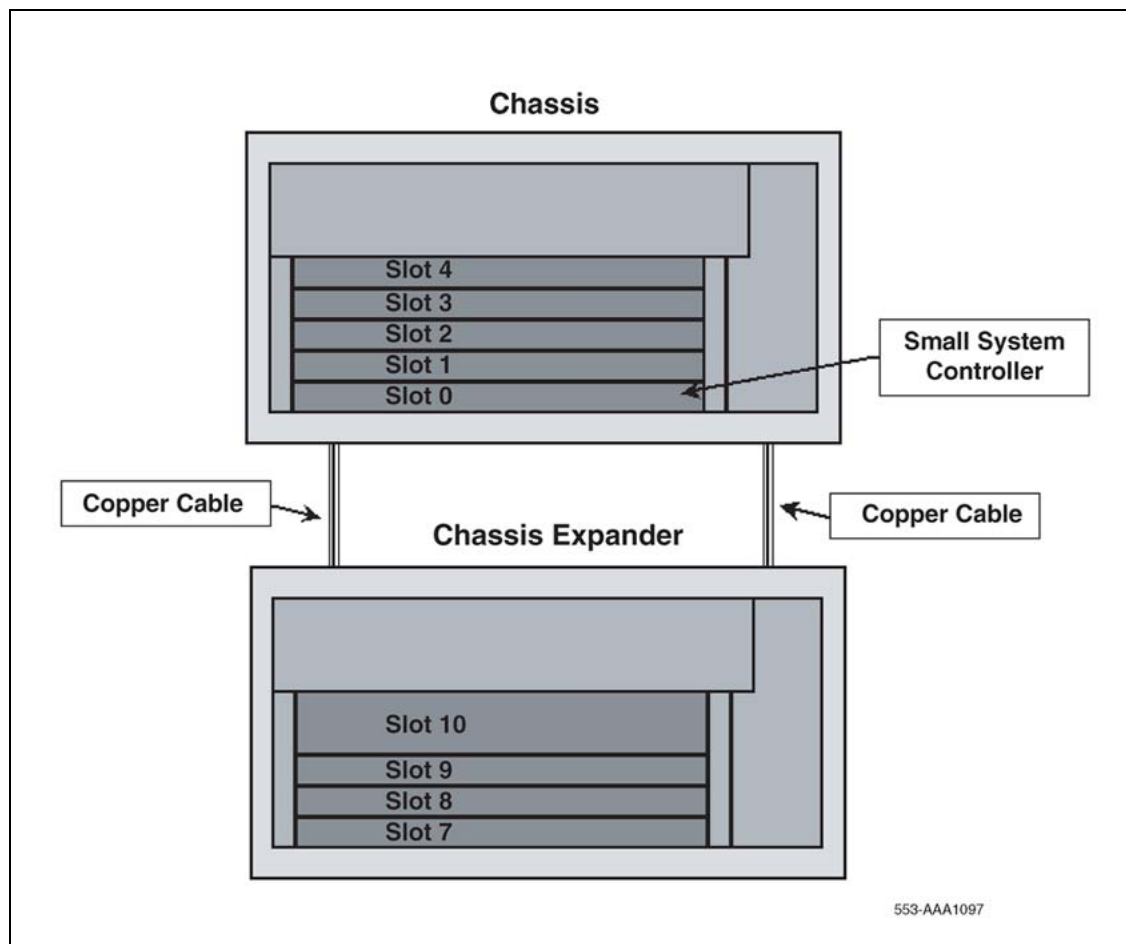 Chassis
Slot 4
Slot 3
Slot 2
Slot 1
Slot 0
Small System
Controller
Copper Cable
Copper Cable
Chassis Expander
Slot 10
Slot 9
Slot 8
Slot 7
553-AAA1097